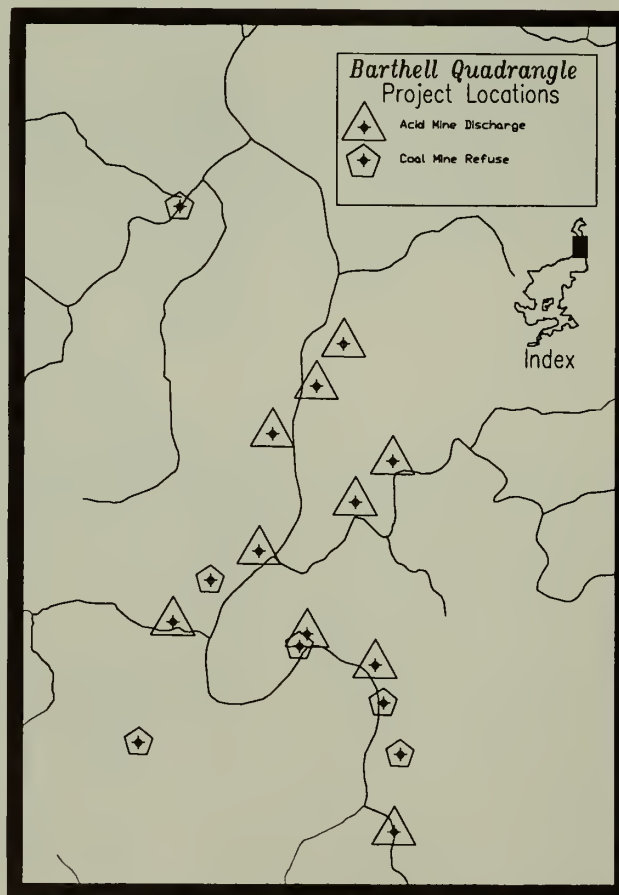 Barthell Quadrangle
Project Locations
Acid Mine Discharge
Coal Mine Refuse
Index